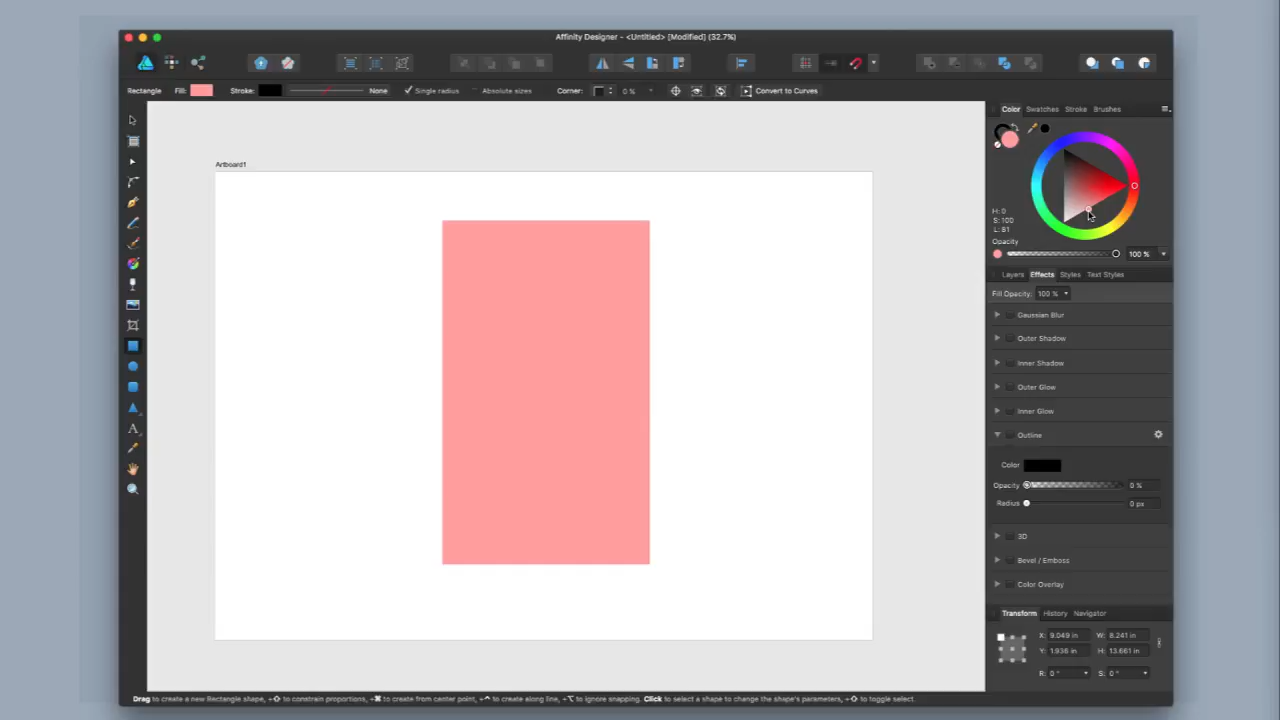 Affinity Designer - <Untitled> [Modified] (32.7%)
Rectangle Fill: Stroke: None Single radius Absolute sizes Corner: 0 % Convert to Curves
Color Swatches Stroke Brushes
Artboard1
H: 0
S: 100
L: 81
Opacity
100 %
Layers Effects Styles Text Styles
Fill Opacity: 100 %
Gaussian Blur
Outer Shadow
Inner Shadow
Outer Glow
Inner Glow
Outline
Color
Opacity 0 %
Radius 0 px
3D
Bevel / Emboss
Color Overlay
Transform History Navigator
X: 9.049 in W: 8.241 in
Y: 1.936 in H: 13.661 in
R: 0 ° S: 0 °
Drag to create a new Rectangle shape, +⇧ to constrain proportions, +⌘ to create from center point, +^ to create along line, +⌥ to ignore snapping. Click to select a shape to change the shape's parameters, +⇧ to toggle select.